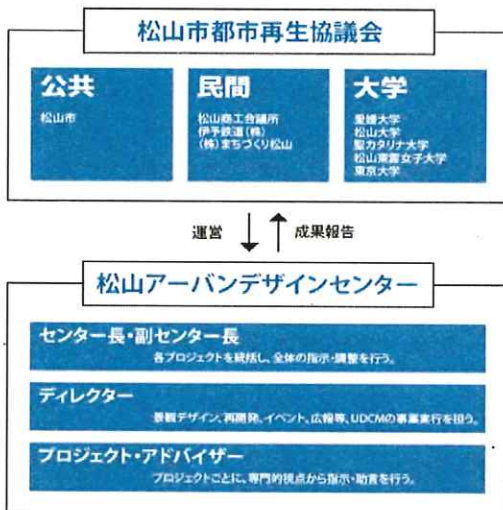 松山市都市再生協議会
公共
松山市
民間
松山商工会議所
伊予鉄道(株)
(株)まちづくり松山
大学
愛媛大学
松山大学
聖カタリナ大学
松山東雲女子大学
東京大学
運営
成果報告
松山アーバンデザインセンター
センター長・副センター長
各プロジェクトを統括し、全体の指示・調整を行う。
ディレクター
景観デザイン、再開発、イベント、広報等、UDCMの事業実行を担う。
プロジェクト・アドバイザー
プロジェクトごとに、専門的視点から指示・助言を行う。